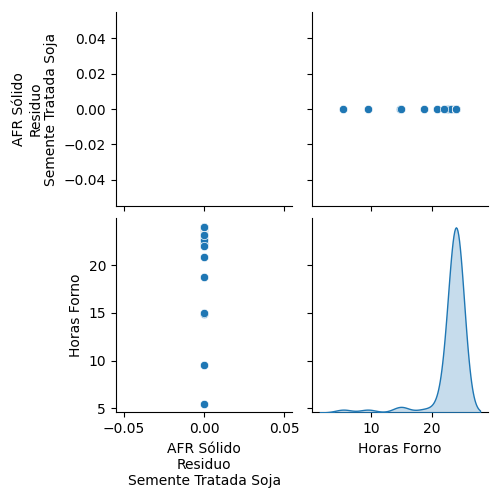 0.04
0.02
0.00
−0.02
−0.04
AFR Sólido
Residuo
Semente Tratada Soja
20
15
10
5
Horas Forno
−0.05
0.00
0.05
AFR Sólido
Residuo
Semente Tratada Soja
10
20
Horas Forno